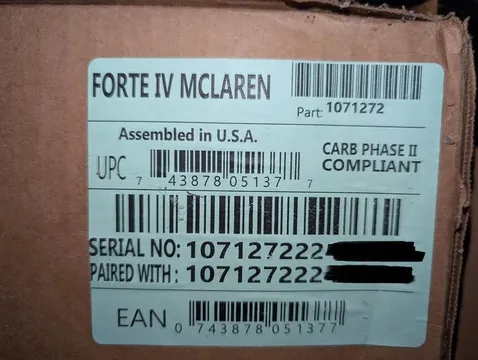 FORTE IV MCLAREN
Part: 1071272
Assembled in U.S.A.
CARB PHASE II
COMPLIANT
UPC
7 43878 05137 7
SERIAL NO: 107127222
PAIRED WITH: 107127222
EAN
0 743878 051377